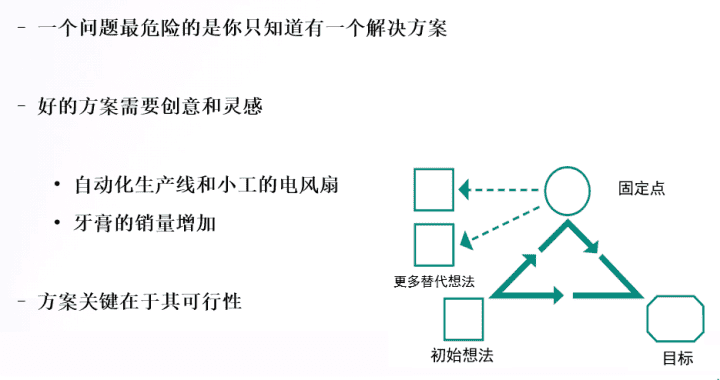 - 一个问题最危险的是你只知道有一个解决方案
- 好的方案需要创意和灵感
• 自动化生产线和小工的电风扇
• 牙膏的销量增加
- 方案关键在于其可行性
固定点
更多替代想法
初始想法
目标